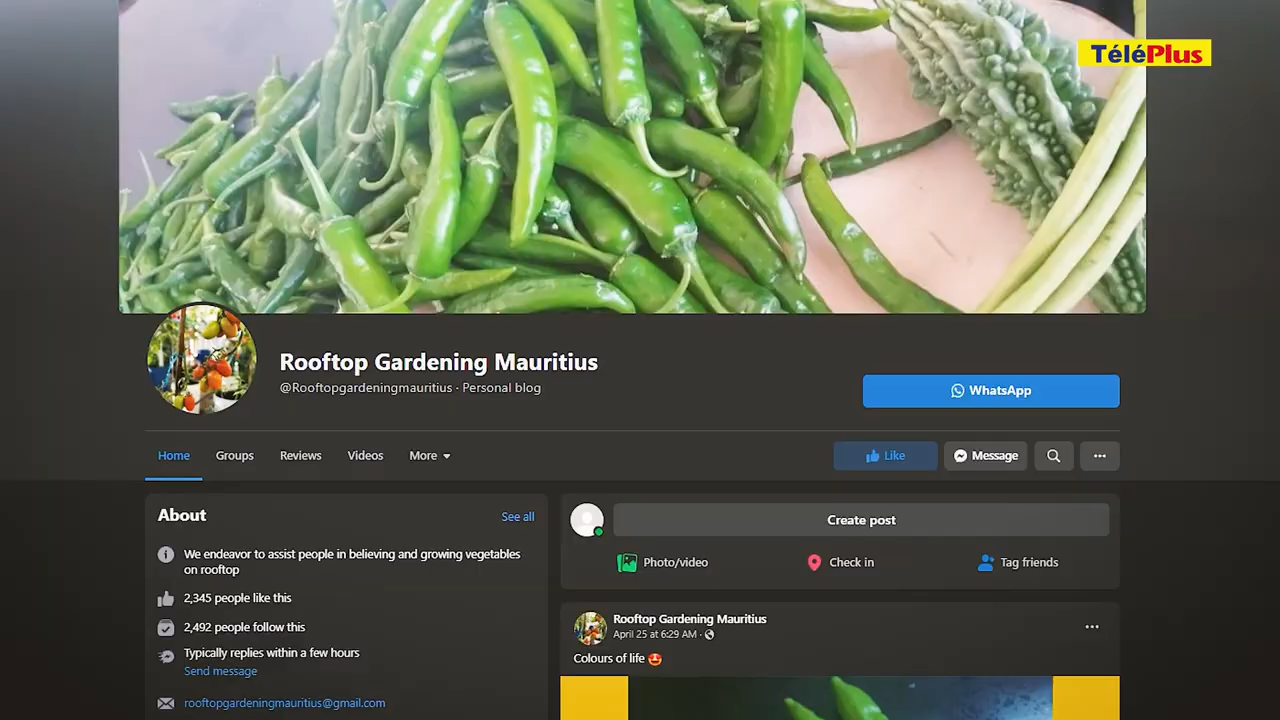 TéléPlus
Rooftop Gardening Mauritius
@Rooftopgardeningmauritius · Personal blog
WhatsApp
Home Groups Reviews Videos More
Like Message
About
See all
We endeavor to assist people in believing and growing vegetables
on rooftop
2,345 people like this
2,492 people follow this
Typically replies within a few hours
Send message
rooftopgardeningmauritius@gmail.com
Create post
Photo/video Check in Tag friends
Rooftop Gardening Mauritius
April 25 at 6:29 AM ·
Colours of life 🤩